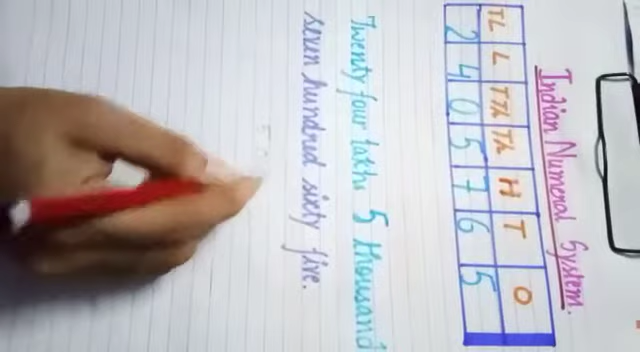 Indian Numeral System.
TL L TTh Th H T O
2 4 0 5 7 6 5
Twenty four lakh 5 thousand
seven hundred sixty five.